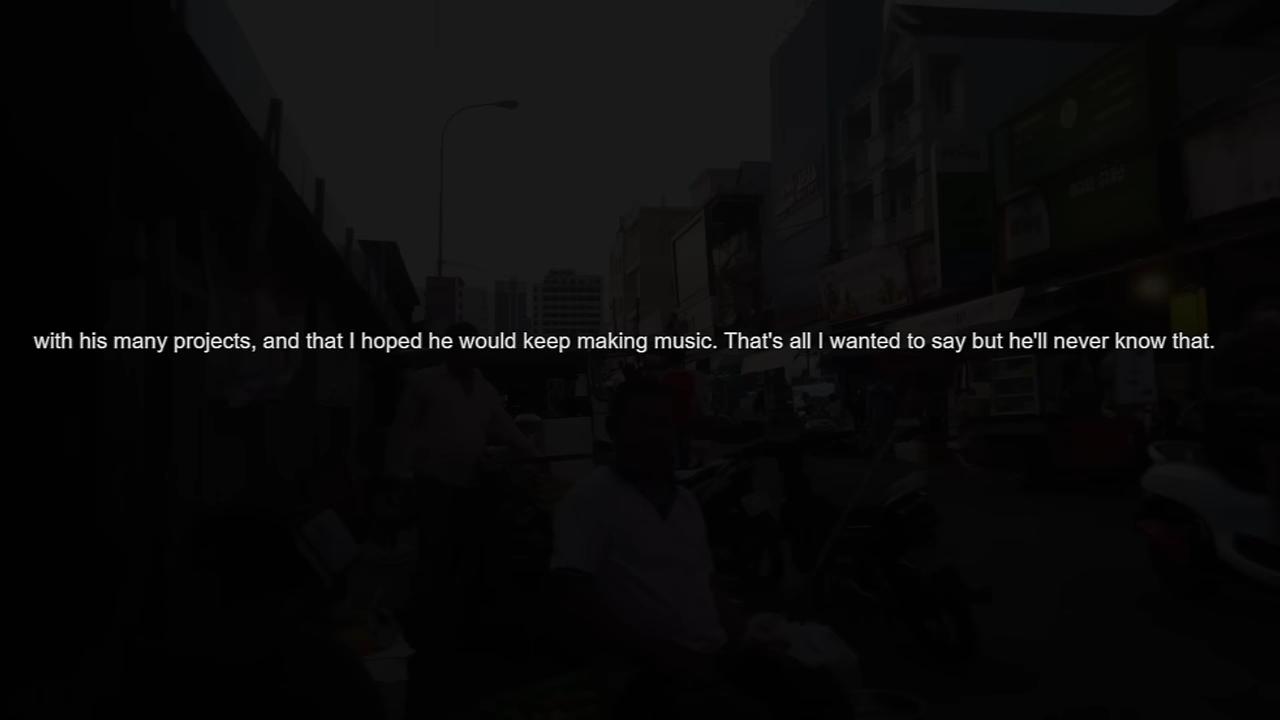 with his many projects, and that I hoped he would keep making music. That's all I wanted to say but he'll never know that.